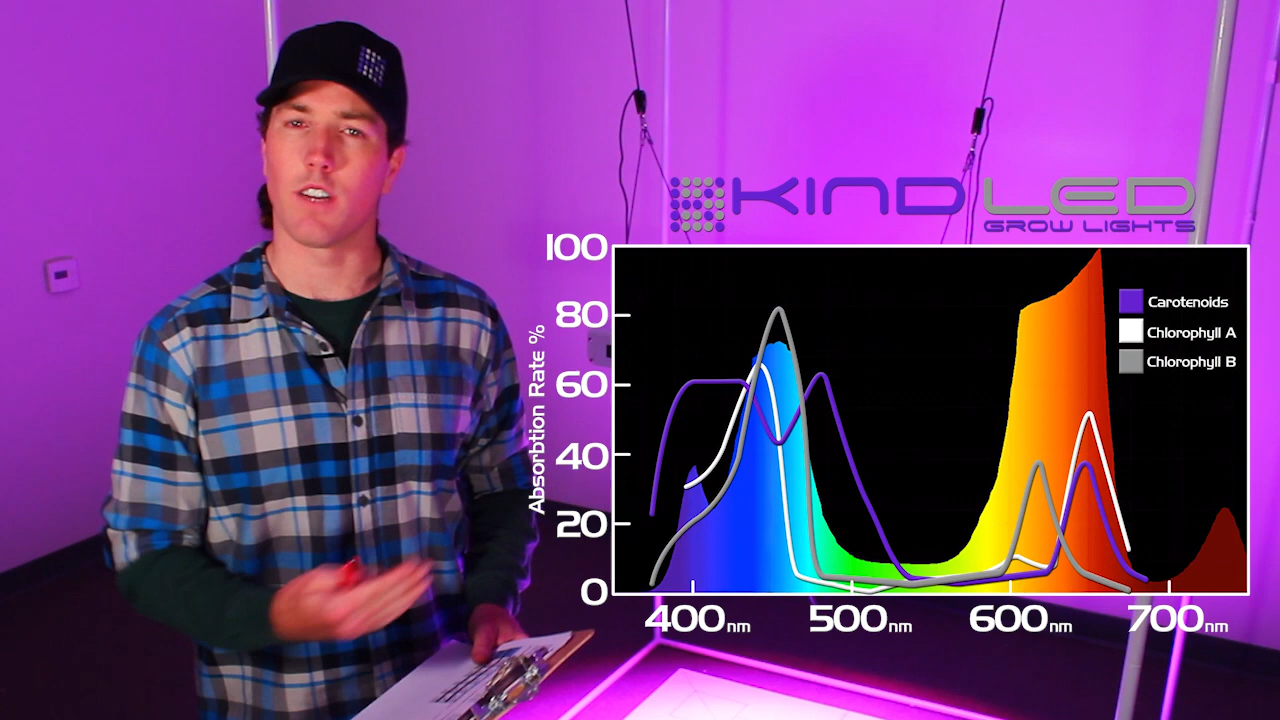 KIND LED
GROW LIGHTS
100
80
60
40
20
0
Absorbtion Rate %
Carotenoids
Chlorophyll A
Chlorophyll B
400nm 500nm 600nm 700nm